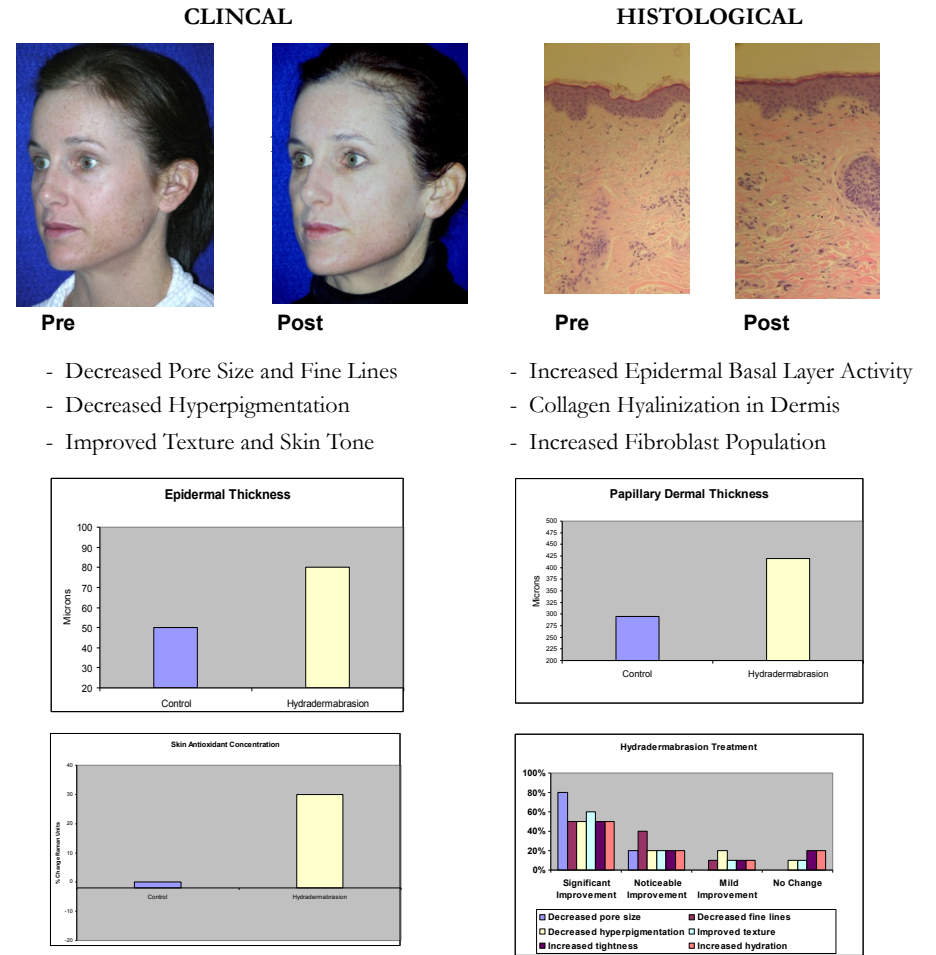 CLINCAL
HISTOLOGICAL
Pre
Post
Pre
Post
- Decreased Pore Size and Fine Lines
- Decreased Hyperpigmentation
- Improved Texture and Skin Tone
- Increased Epidermal Basal Layer Activity
- Collagen Hyalinization in Dermis
- Increased Fibroblast Population
Epidermal Thickness
Microns
100
90
80
70
60
50
40
30
20
Control
Hydradermabrasion
Papillary Dermal Thickness
Microns
500
475
450
425
400
375
350
325
300
275
250
225
200
Control
Hydradermabrasion
Skin Antioxidant Concentration
% Change Raman Units
40
30
20
10
0
-10
-20
Control
Hydradermabrasion
Hydradermabrasion Treatment
100%
80%
60%
40%
20%
0%
Significant Improvement
Noticeable Improvement
Mild Improvement
No Change
Decreased pore size
Decreased fine lines
Decreased hyperpigmentation
Improved texture
Increased tightness
Increased hydration